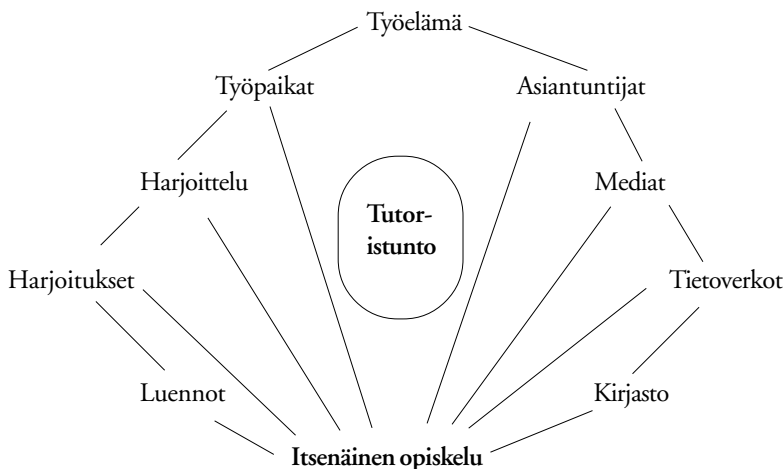 Työelämä
Työpaikat
Asiantuntijat
Harjoittelu
Mediat
Tutor-
istunto
Harjoitukset
Tietoverkot
Luennot
Kirjasto
Itsenäinen opiskelu